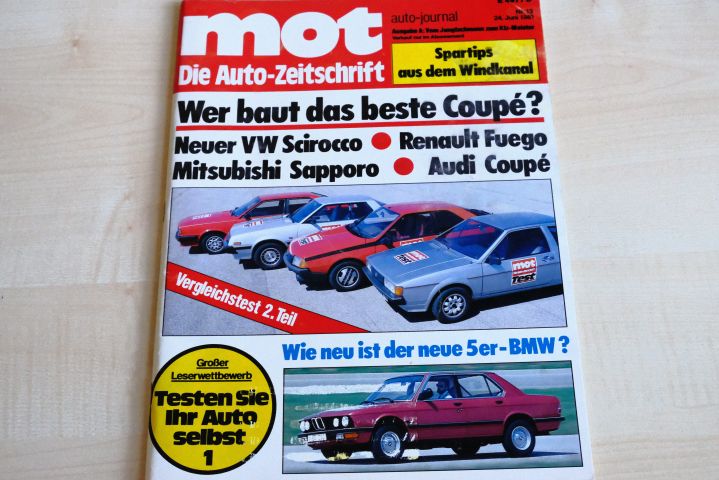 mot
auto-journal
Nr. 13
24. Juni 1981
Die Auto-Zeitschrift
Spartips
aus dem Windkanal
Wer baut das beste Coupé?
Neuer VW Scirocco ● Renault Fuego
Mitsubishi Sapporo ● Audi Coupé
mot
Test
Vergleichstest 2. Teil
Wie neu ist der neue 5er-BMW?
Großer
Leserwettbewerb
Testen Sie
Ihr Auto
selbst
1